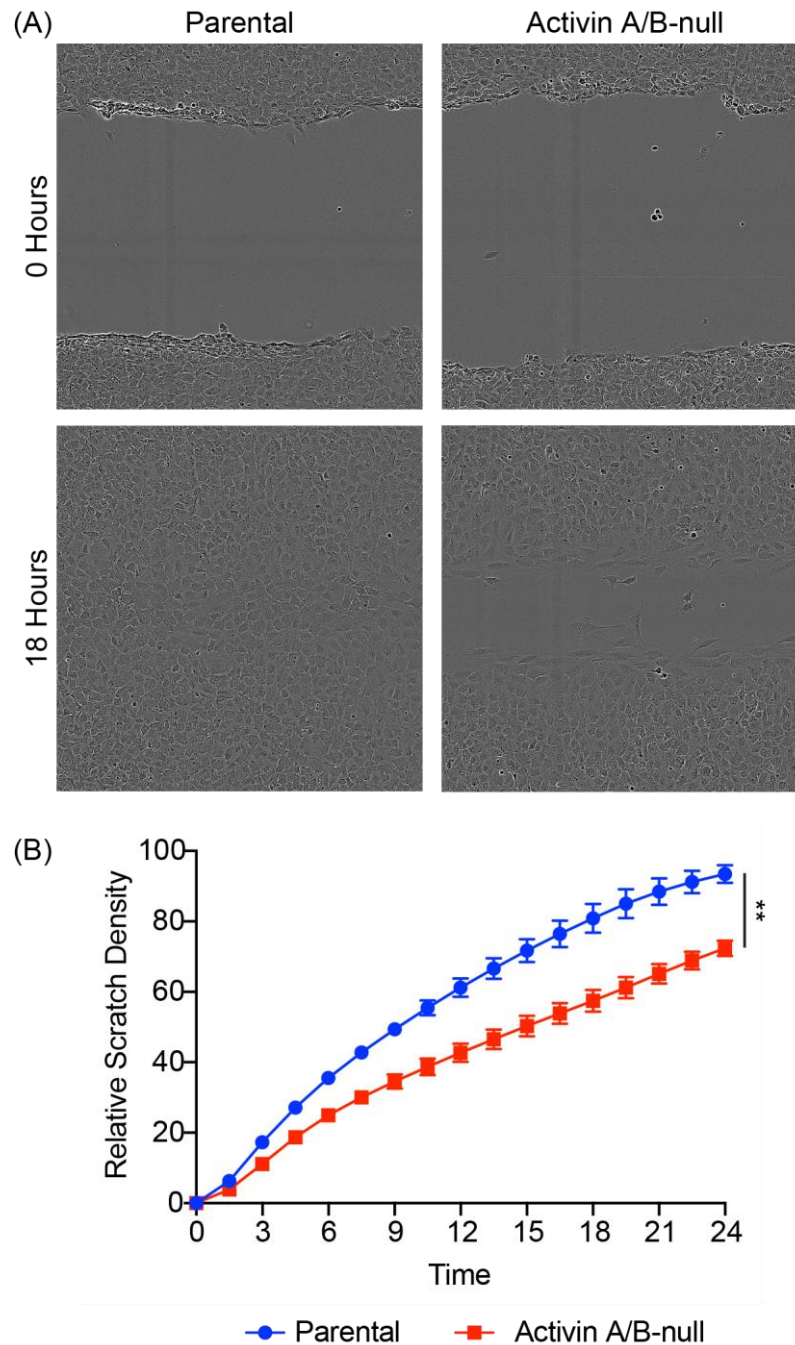 (A)
Parental
Activin A/B-null
0 Hours
18 Hours
(B)
Relative Scratch Density
100
80
60
40
20
0
0 3 6 9 12 15 18 21 24
Time
**
Parental
Activin A/B-null